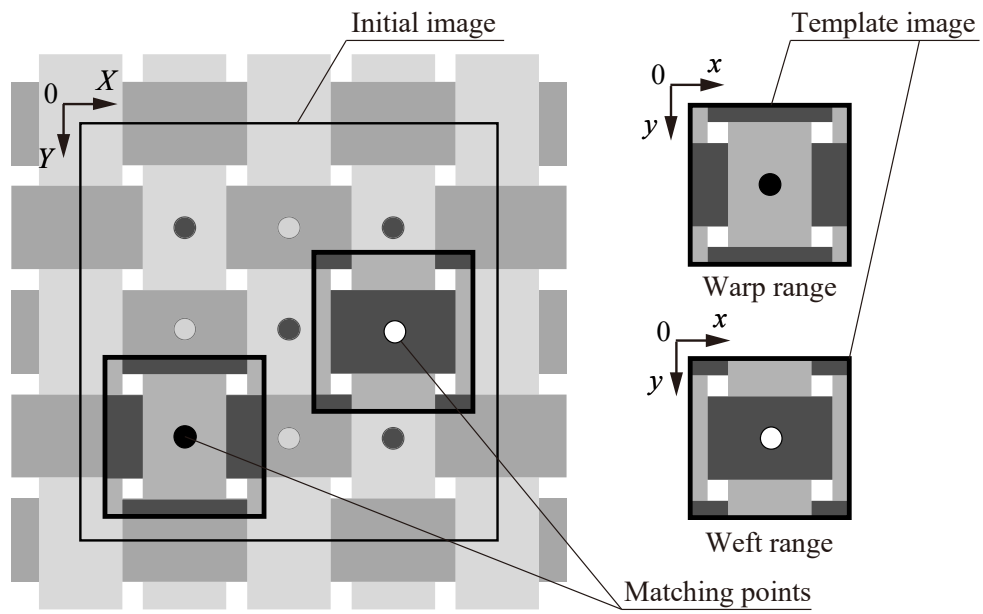 Initial image
Template image
0 X
Y
0 x
y
Warp range
0 x
y
Weft range
Matching points